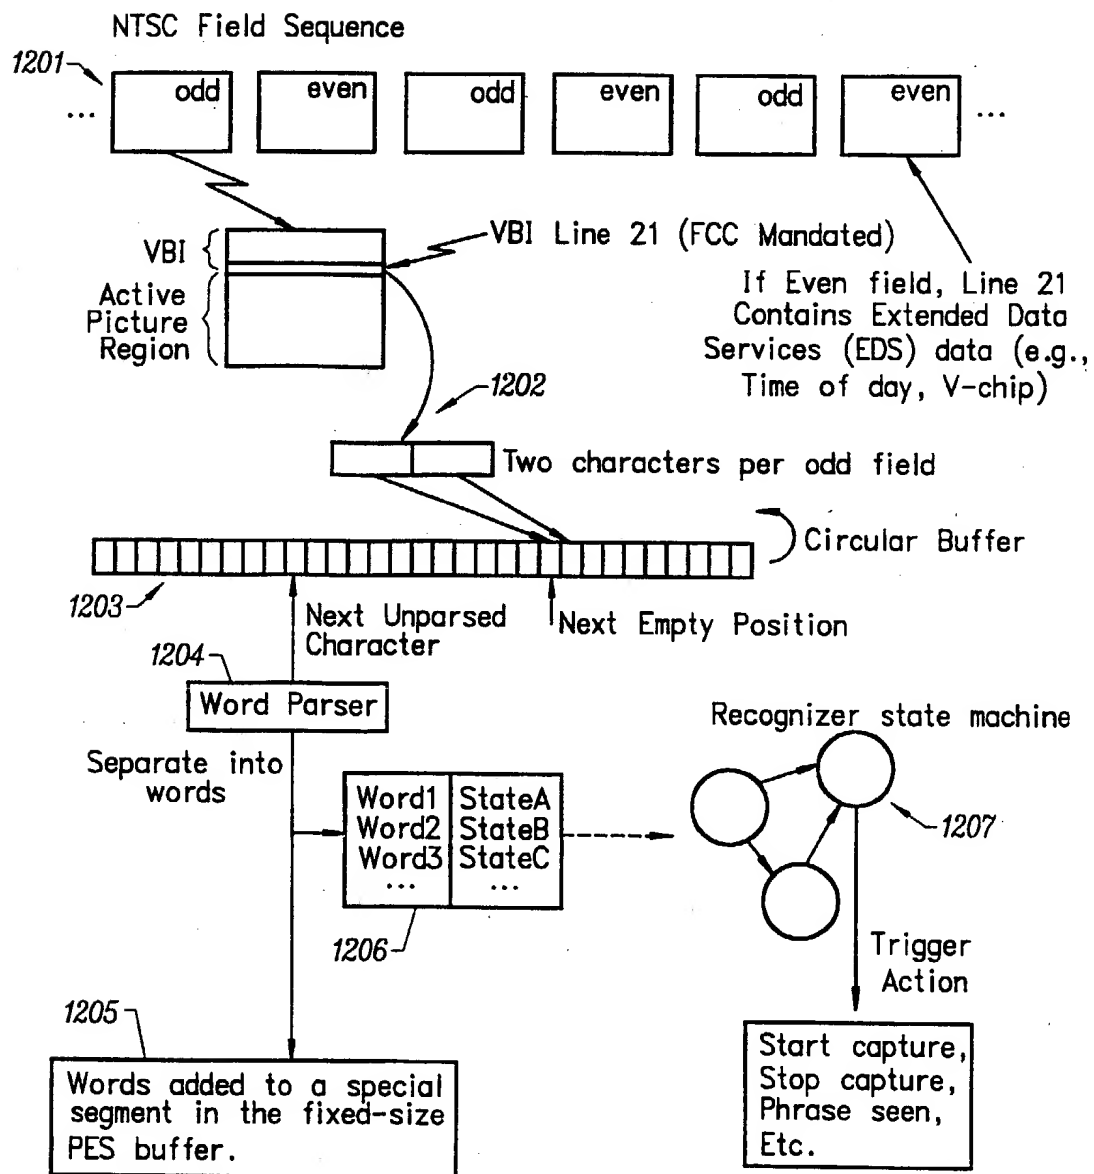 NTSC Field Sequence
1201
... odd even odd even odd even ...
VBI
VBI Line 21 (FCC Mandated)
Active
Picture
Region
If Even field, Line 21
Contains Extended Data
Services (EDS) data (e.g.,
Time of day, V-chip)
1202
Two characters per odd field
Circular Buffer
1203
Next Unparsed
Character
Next Empty Position
1204
Word Parser
Separate into
words
Word1 StateA
Word2 StateB
Word3 StateC
... ...
1206
Recognizer state machine
1207
Trigger
Action
1205
Words added to a special
segment in the fixed-size
PES buffer.
Start capture,
Stop capture,
Phrase seen,
Etc.